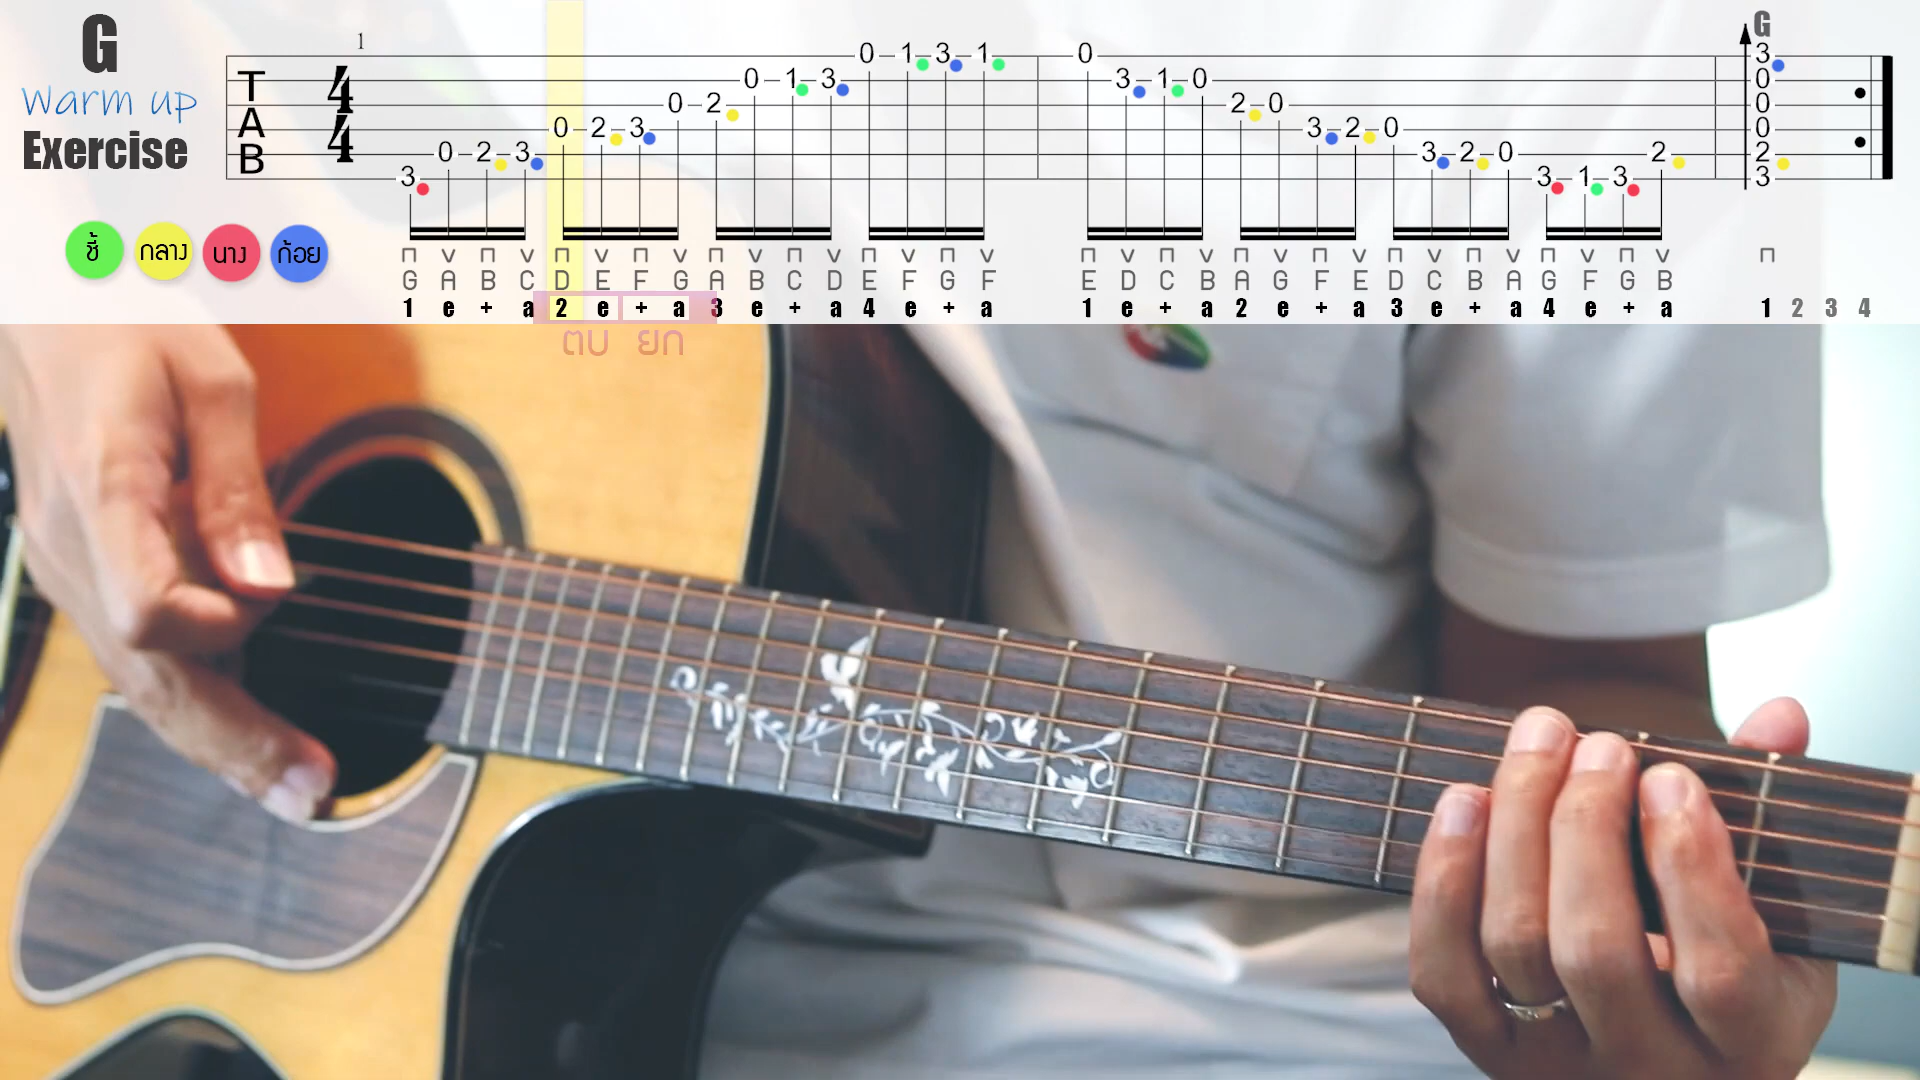 G
Warm up
Exercise
ชี้ กลาง นาง ก้อย
1
G
T A B
4 4
0 1 3 1 0 3
0 1 3 3 1 0 0
0 2 2 0 0
0 2 3 3 2 0 0
0 2 3 3 2 0 2 2
3 3 1 3 3
G A B C D E F G A B C D E F G F E D C B A G F E D C B A G F G B
1 e + a 2 e + a 3 e + a 4 e + a 1 e + a 2 e + a 3 e + a 4 e + a 1 2 3 4
ตบ ยก